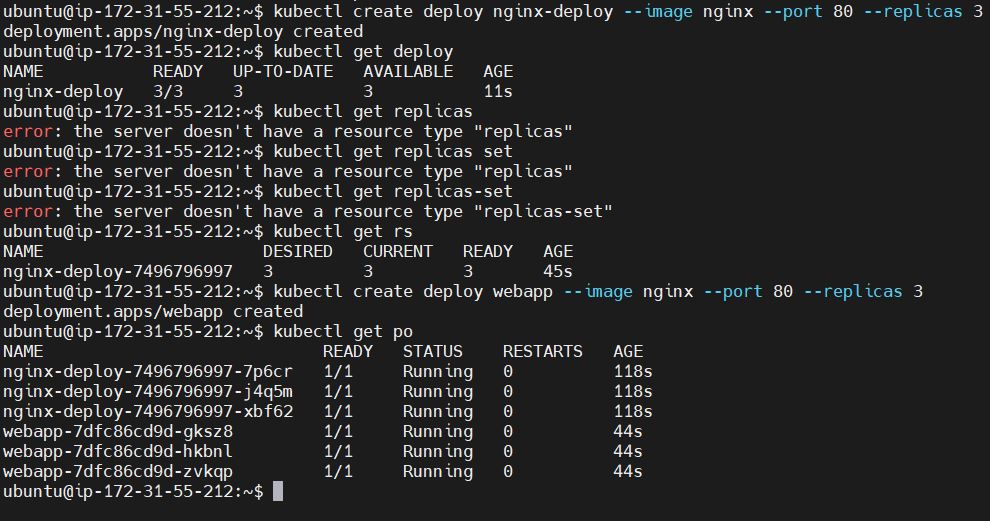 ubuntu@ip-172-31-55-212:~$ kubectl create deploy nginx-deploy --image nginx --port 80 --replicas 3
deployment.apps/nginx-deploy created
ubuntu@ip-172-31-55-212:~$ kubectl get deploy
NAME           READY   UP-TO-DATE   AVAILABLE   AGE
nginx-deploy   3/3     3            3           11s
ubuntu@ip-172-31-55-212:~$ kubectl get replicas
error: the server doesn't have a resource type "replicas"
ubuntu@ip-172-31-55-212:~$ kubectl get replicas set
error: the server doesn't have a resource type "replicas"
ubuntu@ip-172-31-55-212:~$ kubectl get replicas-set
error: the server doesn't have a resource type "replicas-set"
ubuntu@ip-172-31-55-212:~$ kubectl get rs
NAME                      DESIRED   CURRENT   READY   AGE
nginx-deploy-7496796997   3         3         3       45s
ubuntu@ip-172-31-55-212:~$ kubectl create deploy webapp --image nginx --port 80 --replicas 3
deployment.apps/webapp created
ubuntu@ip-172-31-55-212:~$ kubectl get po
NAME                            READY   STATUS    RESTARTS   AGE
nginx-deploy-7496796997-7p6cr   1/1     Running   0          118s
nginx-deploy-7496796997-j4q5m   1/1     Running   0          118s
nginx-deploy-7496796997-xbf62   1/1     Running   0          118s
webapp-7dfc86cd9d-gksz8         1/1     Running   0          44s
webapp-7dfc86cd9d-hkbnl         1/1     Running   0          44s
webapp-7dfc86cd9d-zvkqp         1/1     Running   0          44s
ubuntu@ip-172-31-55-212:~$